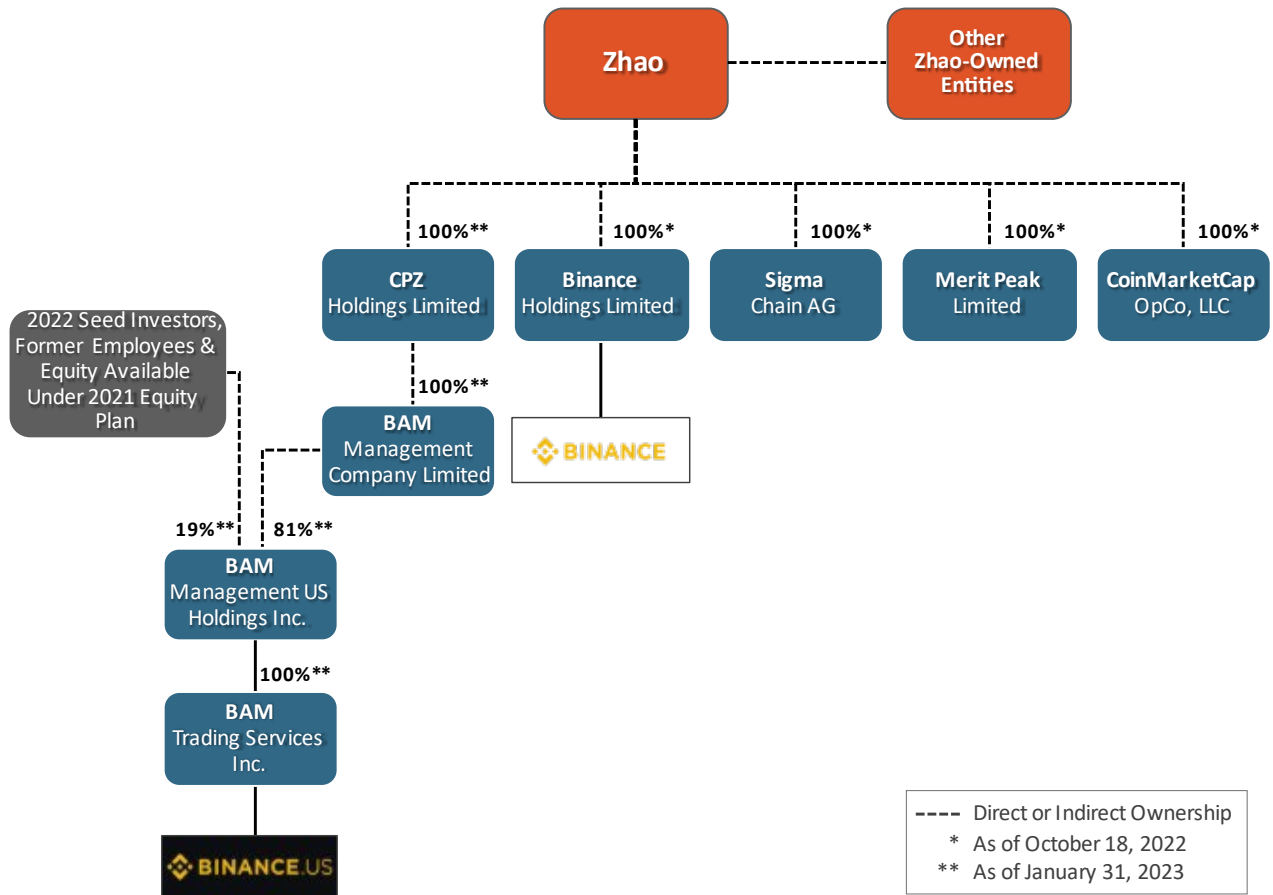 Zhao
Other
Zhao-Owned
Entities
100%**
100%*
100%*
100%*
100%*
CPZ
Holdings Limited
Binance
Holdings Limited
Sigma
Chain AG
Merit Peak
Limited
CoinMarketCap
OpCo, LLC
2022 Seed Investors,
Former Employees &
Equity Available
Under 2021 Equity
Plan
100%**
BAM
Management
Company Limited
BINANCE
19%**
81%**
BAM
Management US
Holdings Inc.
100%**
BAM
Trading Services
Inc.
BINANCE.US
---- Direct or Indirect Ownership
* As of October 18, 2022
** As of January 31, 2023